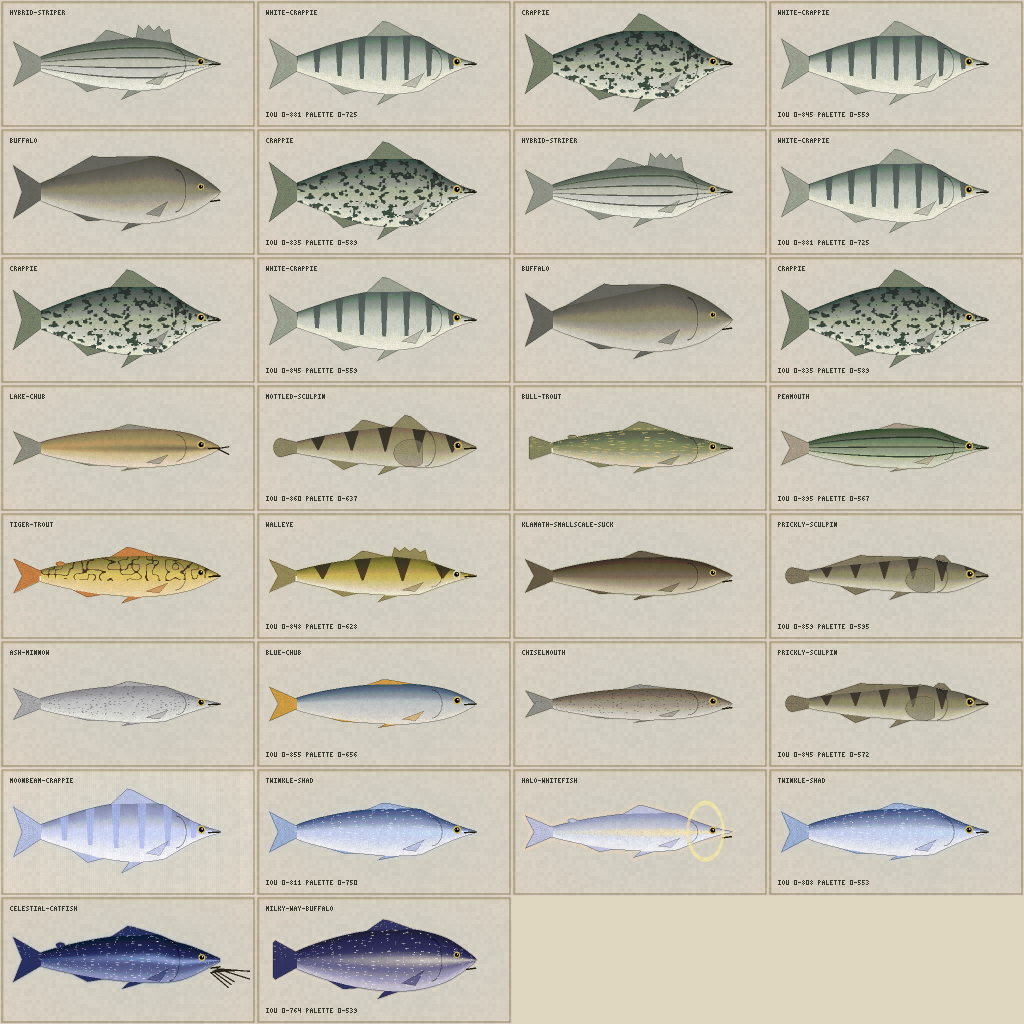 HYBRID-STRIPER
WHITE-CRAPPIE
IOU 0-881 PALETTE 0-725
CRAPPIE
WHITE-CRAPPIE
IOU 0-845 PALETTE 0-559
BUFFALO
CRAPPIE
IOU 0-835 PALETTE 0-589
HYBRID-STRIPER
WHITE-CRAPPIE
IOU 0-881 PALETTE 0-725
CRAPPIE
WHITE-CRAPPIE
IOU 0-845 PALETTE 0-559
BUFFALO
CRAPPIE
IOU 0-835 PALETTE 0-589
LAKE-CHUB
MOTTLED-SCULPIN
IOU 0-860 PALETTE 0-637
BULL-TROUT
PEAMOUTH
IOU 0-895 PALETTE 0-567
TIGER-TROUT
WALLEYE
IOU 0-848 PALETTE 0-628
KLAMATH-SMALLSCALE-SUCK
PRICKLY-SCULPIN
IOU 0-859 PALETTE 0-595
ASH-MINNOW
BLUE-CHUB
IOU 0-855 PALETTE 0-656
CHISELMOUTH
PRICKLY-SCULPIN
IOU 0-845 PALETTE 0-572
MOONBEAM-CRAPPIE
TWINKLE-SHAD
IOU 0-811 PALETTE 0-750
HALO-WHITEFISH
TWINKLE-SHAD
IOU 0-808 PALETTE 0-553
CELESTIAL-CATFISH
MILKY-WAY-BUFFALO
IOU 0-764 PALETTE 0-539